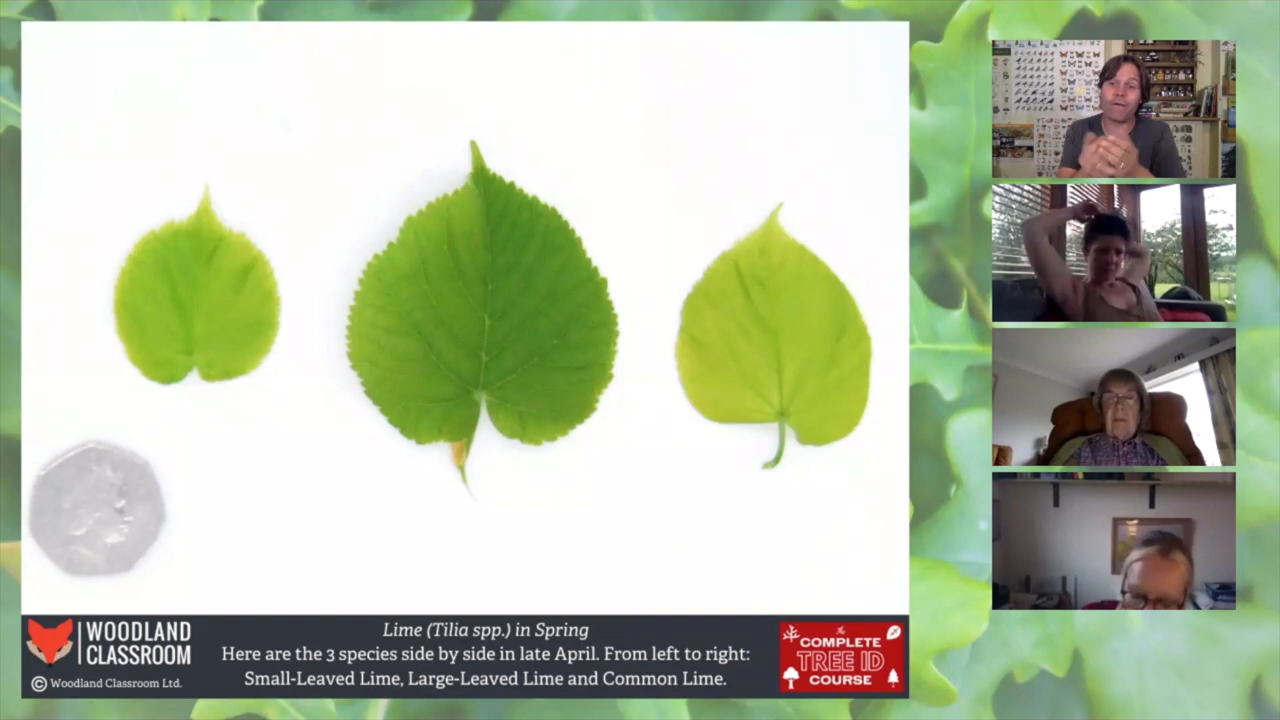 WOODLAND
CLASSROOM
© Woodland Classroom Ltd.
Lime (Tilia spp.) in Spring
Here are the 3 species side by side in late April. From left to right:
Small-Leaved Lime, Large-Leaved Lime and Common Lime.
The
COMPLETE
TREE ID
COURSE